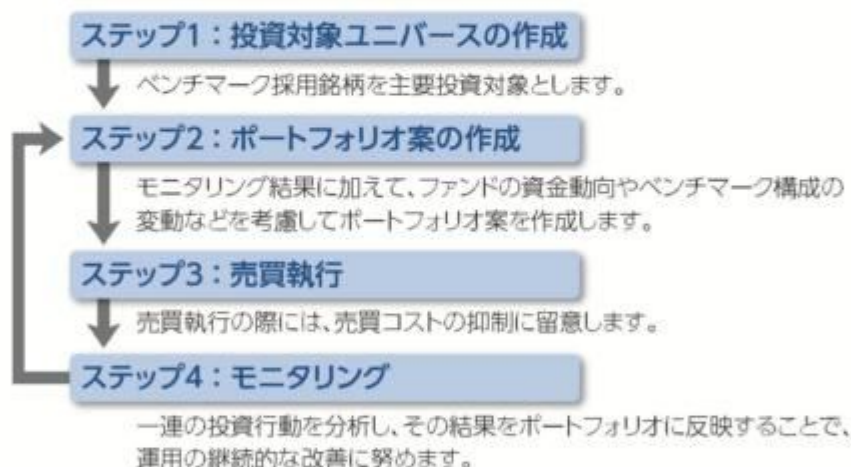 ステップ1：投資対象ユニバースの作成
ベンチマーク採用銘柄を主要投資対象とします。
ステップ2：ポートフォリオ案の作成
モニタリング結果に加えて、ファンドの資金動向やベンチマーク構成の
変動などを考慮してポートフォリオ案を作成します。
ステップ3：売買執行
売買執行の際には、売買コストの抑制に留意します。
ステップ4：モニタリング
一連の投資行動を分析し、その結果をポートフォリオに反映することで、
運用の継続的な改善に努めます。